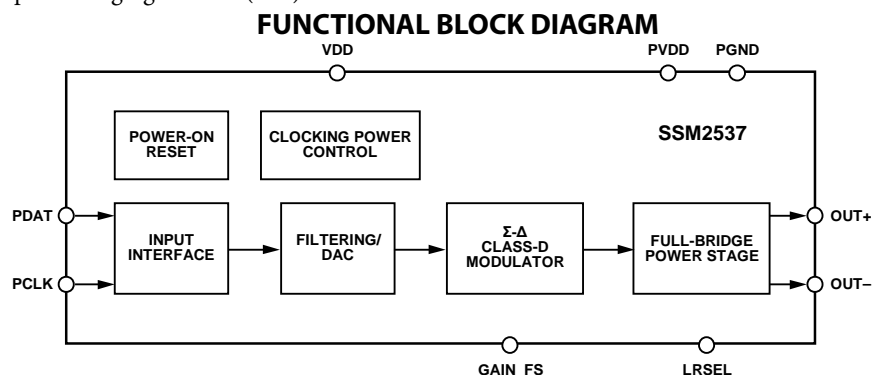 FUNCTIONAL BLOCK DIAGRAM
VDD
PVDD
PGND
POWER-ON
RESET
CLOCKING POWER
CONTROL
SSM2537
PDAT
PCLK
INPUT
INTERFACE
FILTERING/
DAC
Σ-Δ
CLASS-D
MODULATOR
FULL-BRIDGE
POWER STAGE
OUT+
OUT–
GAIN_FS
LRSEL